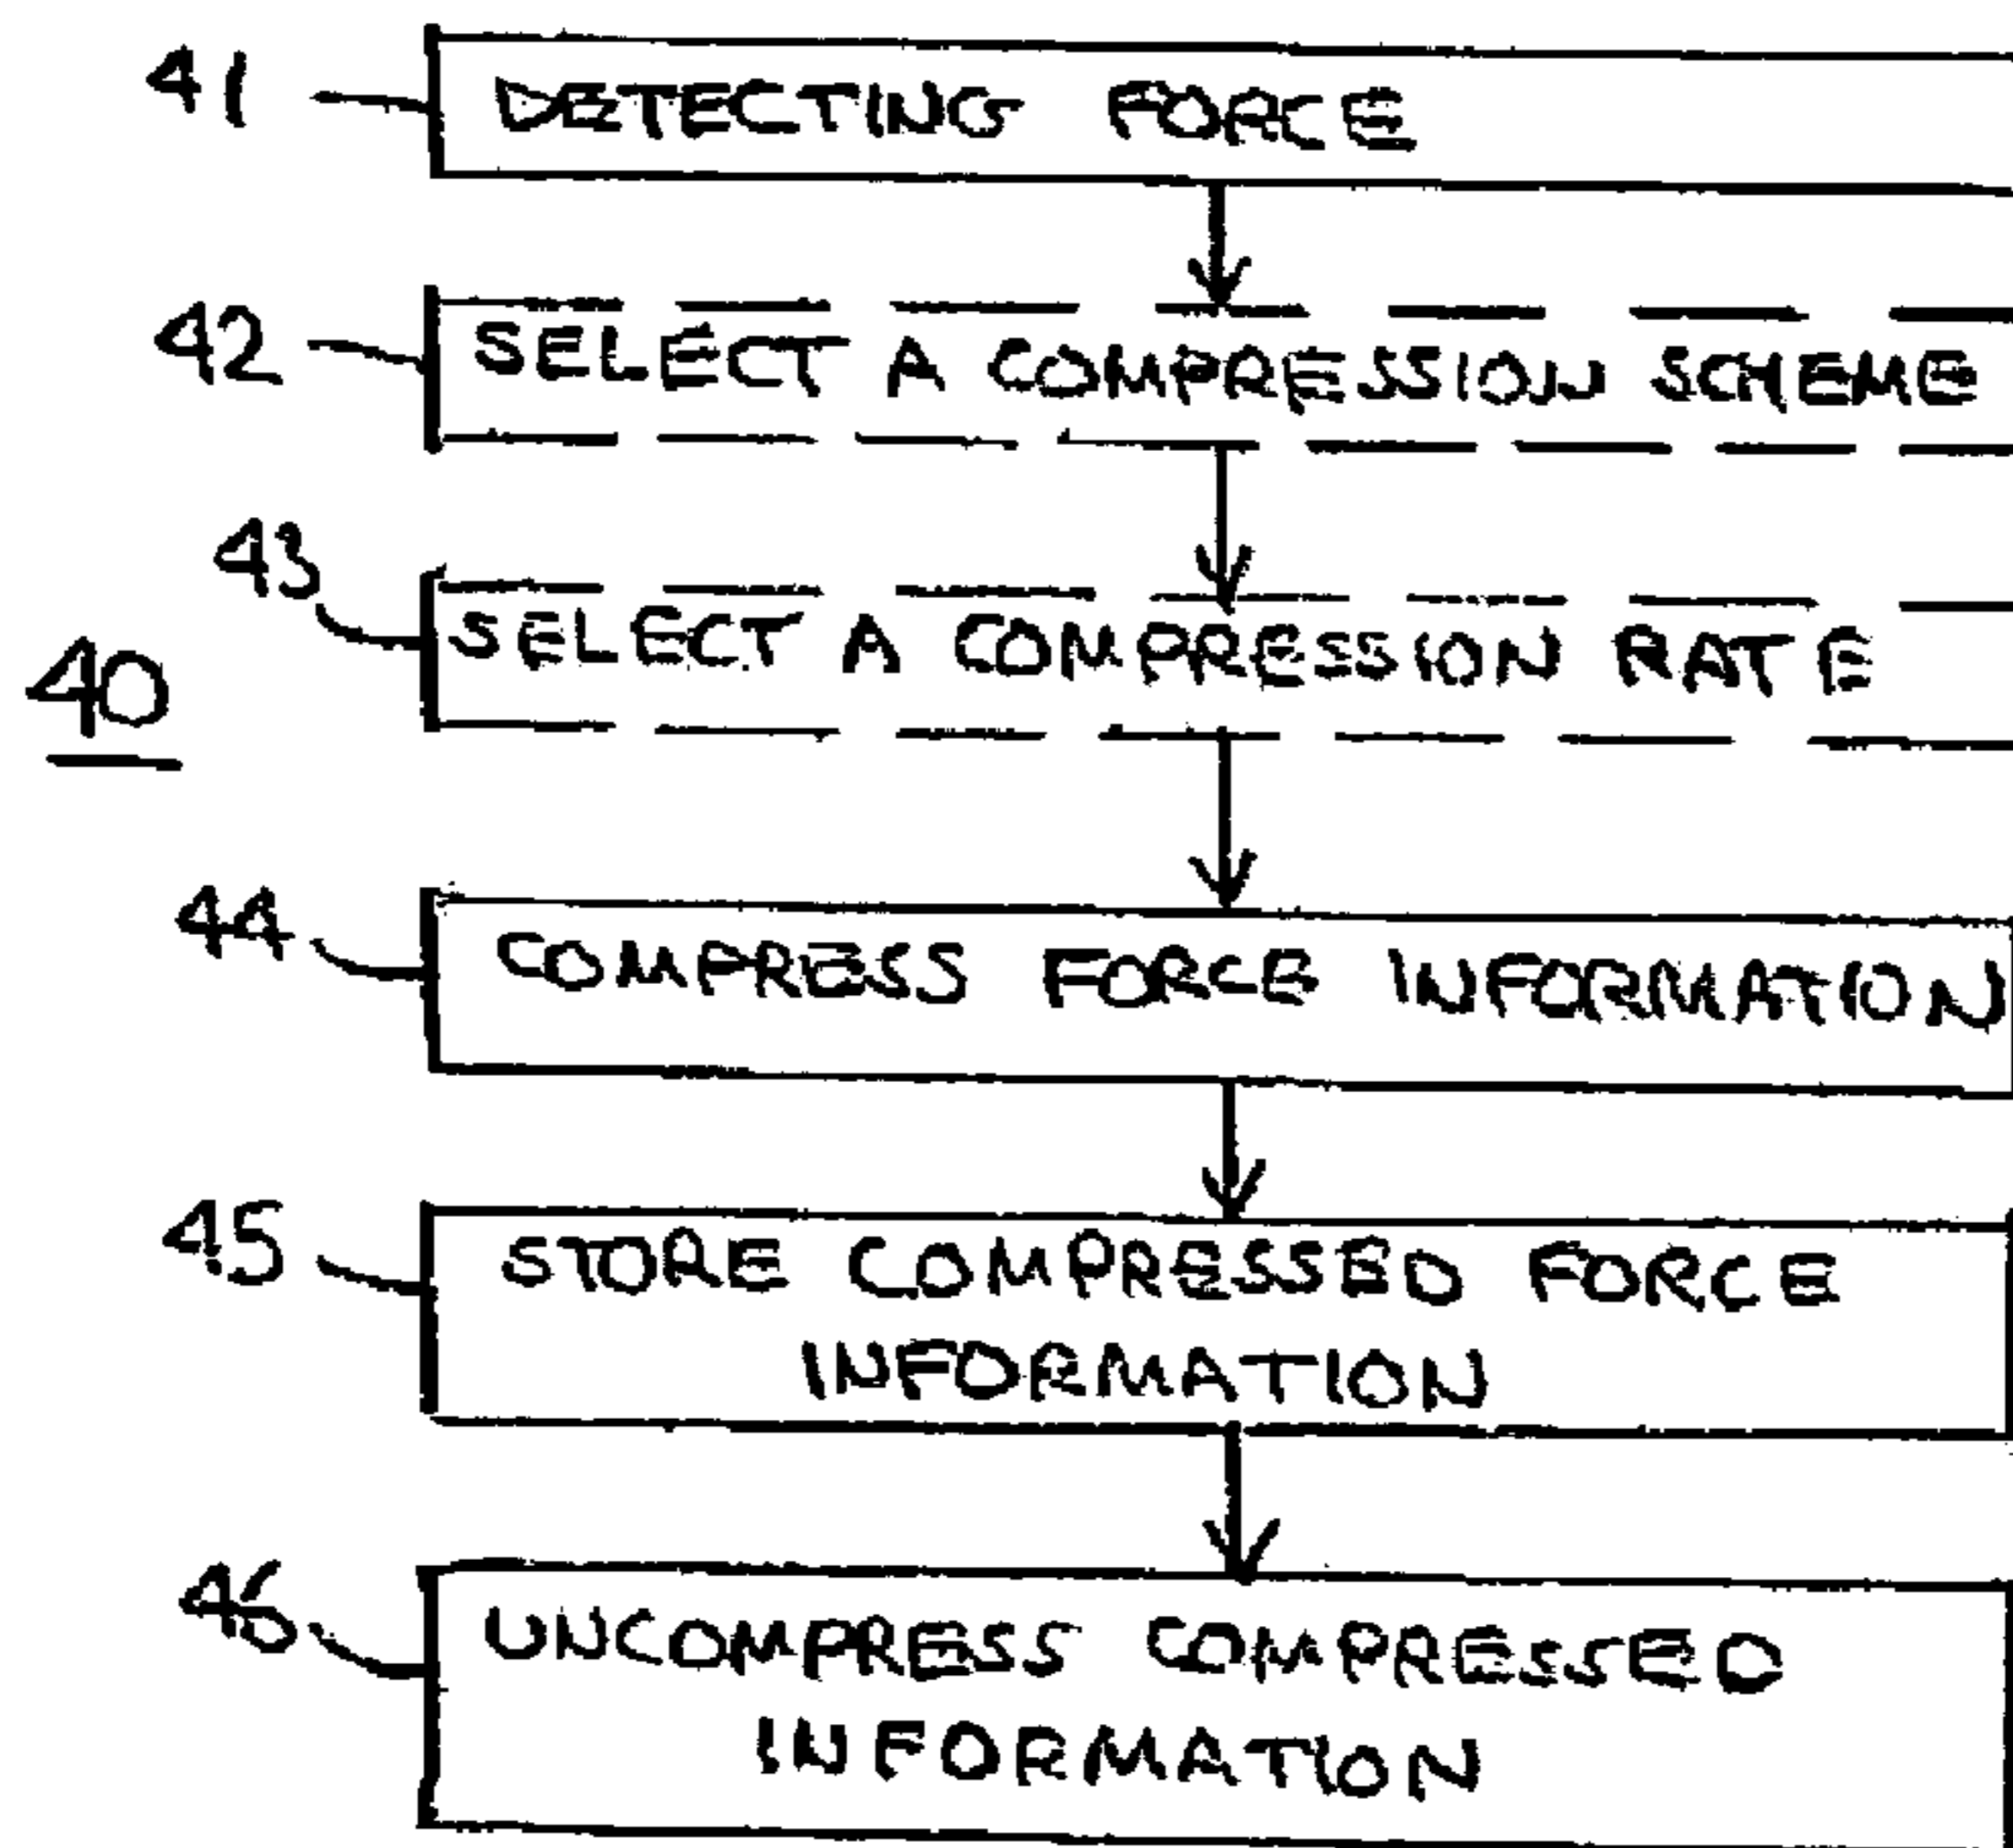 41 DETECTING FORCE
42 SELECT A COMPRESSION SCHEME
43 SELECT A COMPRESSION RATE
40
44 COMPRESS FORCE INFORMATION
45 STORE COMPRESSED FORCE
INFORMATION
46 UNCOMPRESS COMPRESSED
INFORMATION